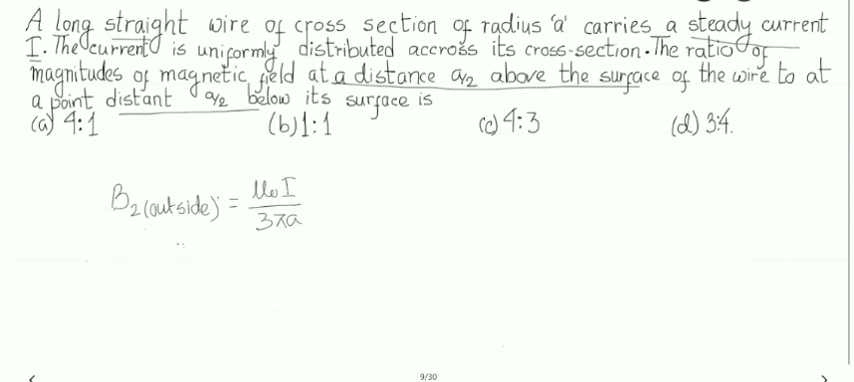 A long straight wire of cross section of radius 'a' carries a steady current
I. The current is uniformly distributed accross its cross-section. The ratio of
magnitudes of magnetic field at a distance a/2 above the surface of the wire to at
a point distant a/2 below its surface is
(a) 4:1 (b) 1:1 (c) 4:3 (d) 3:4.
B2(outside) = μ0 I / 3πa
9/30